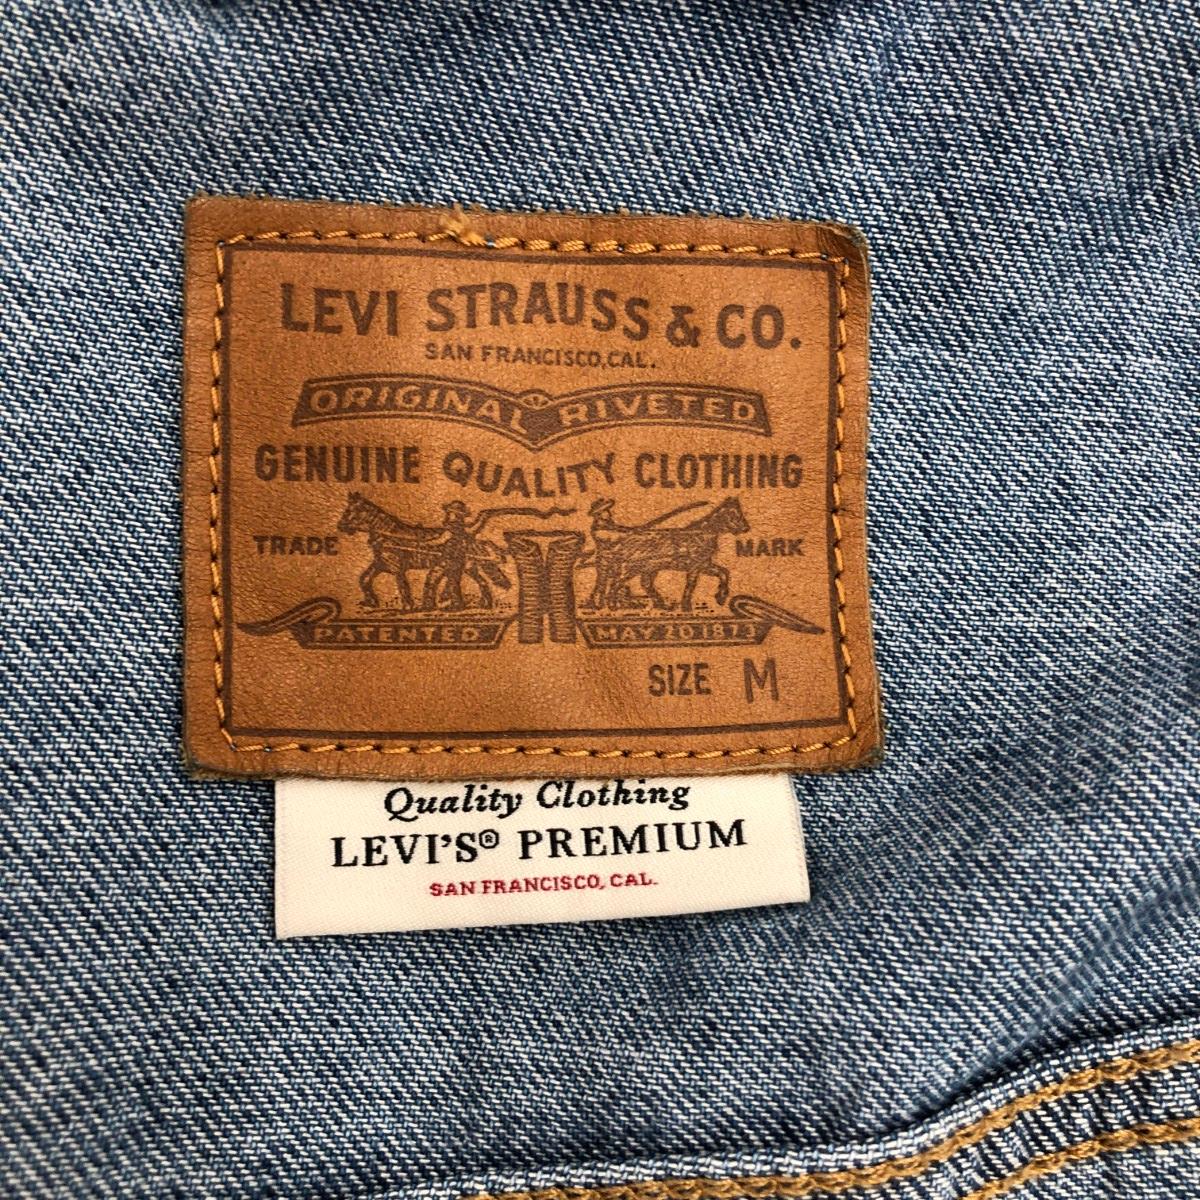 LEVI STRAUSS & CO.
SAN FRANCISCO, CAL.
ORIGINAL RIVETED
GENUINE QUALITY CLOTHING
TRADE MARK
PATENTED MAY 20 1873
SIZE M
Quality Clothing
LEVI'S® PREMIUM
SAN FRANCISCO, CAL.